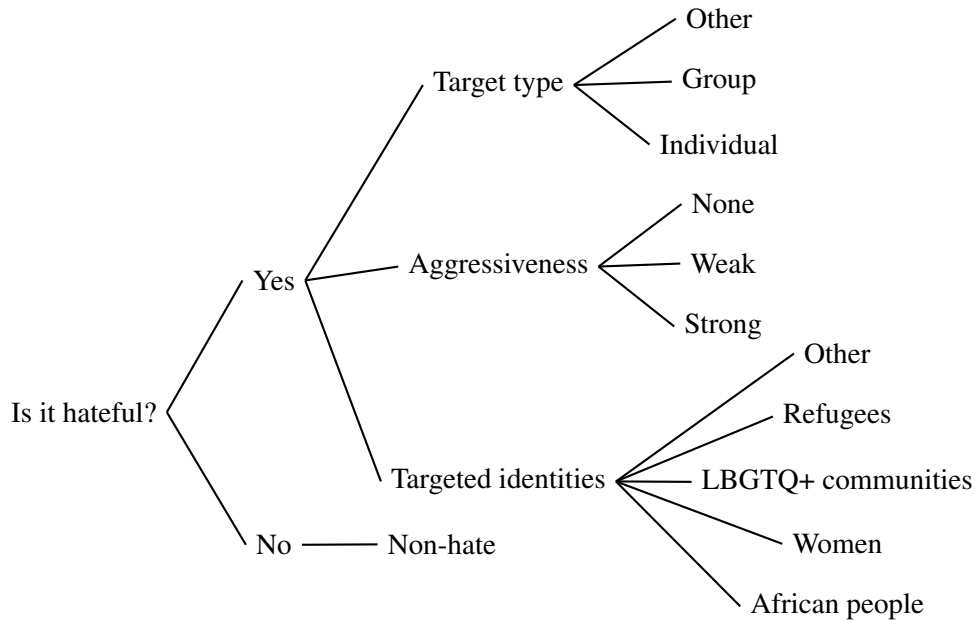 Other
Target type
Group
Individual
None
Aggressiveness
Weak
Yes
Strong
Other
Is it hateful?
Refugees
Targeted identities
LBGTQ+ communities
No
Non-hate
Women
African people